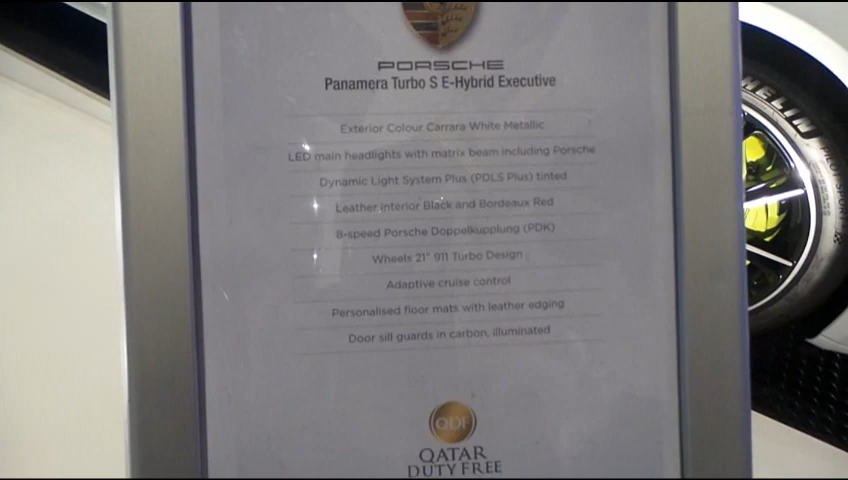 PORSCHE
Panamera Turbo S E-Hybrid Executive
Exterior Colour Carrara White Metallic
LED main headlights with matrix beam including Porsche
Dynamic Light System Plus (PDLS Plus) tinted
Leather interior Black and Bordeaux Red
8-speed Porsche Doppelkupplung (PDK)
Wheels 21" 911 Turbo Design
Adaptive cruise control
Personalised floor mats with leather edging
Door sill guards in carbon, illuminated
QDF
QATAR
DUTY FREE
PILOT SPORT